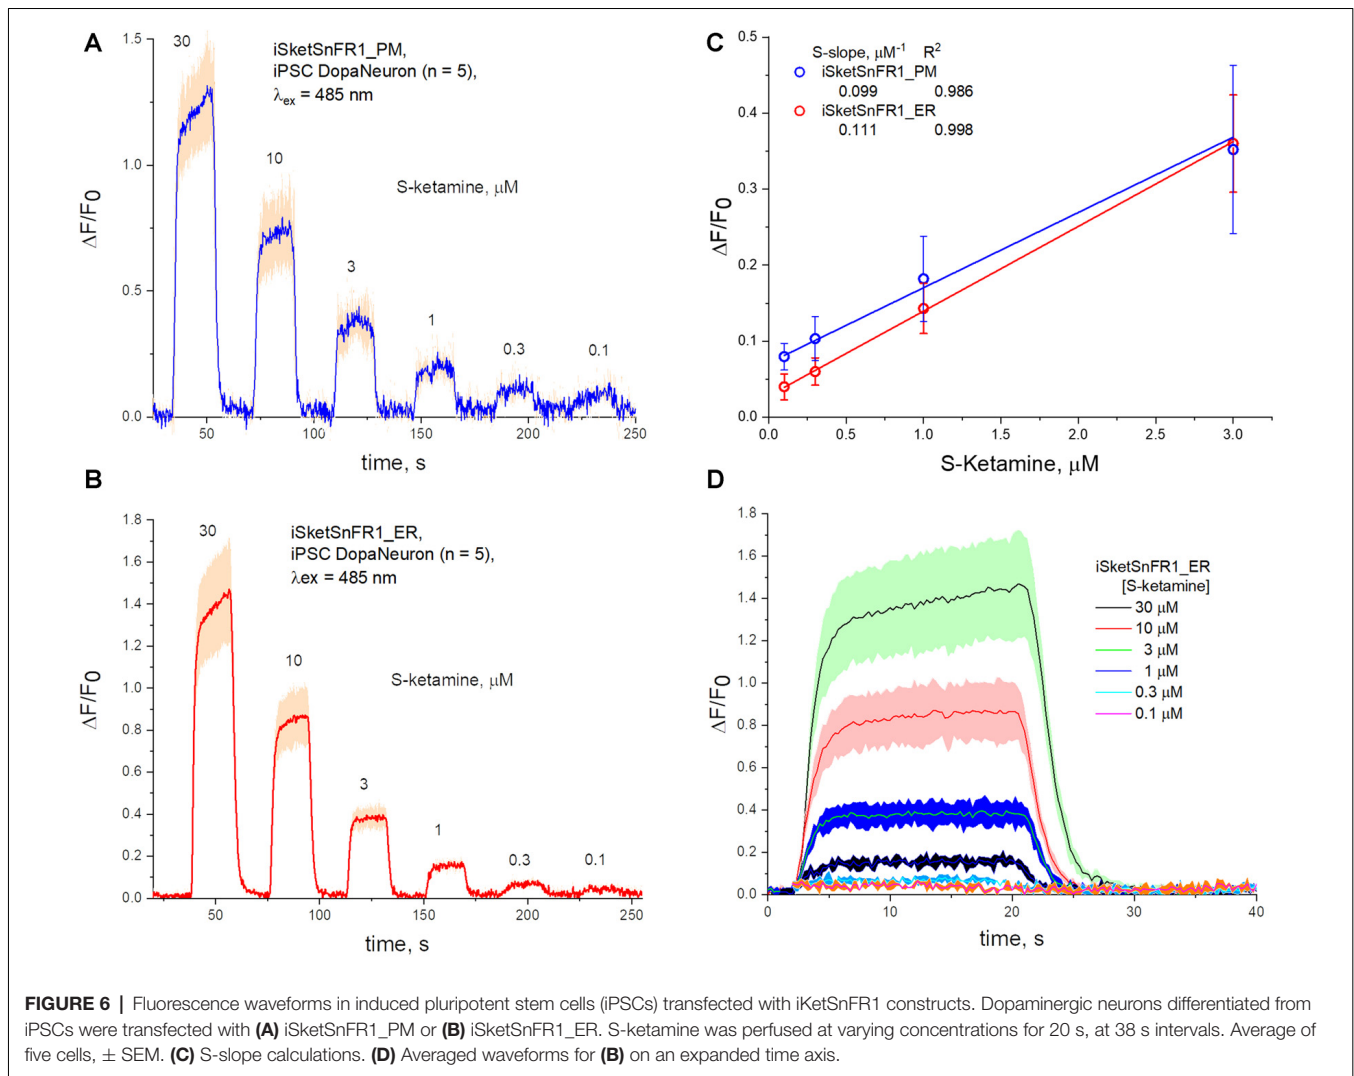 A
iSketSnFR1_PM,
iPSC DopaNeuron (n = 5),
λex = 485 nm
S-ketamine, μM
30
10
3
1
0.3
0.1
ΔF/F0
1.5
1.0
0.5
0.0
50
100
150
200
250
time, s
B
iSketSnFR1_ER,
iPSC DopaNeuron (n = 5),
λex = 485 nm
S-ketamine, μM
30
10
3
1
0.3
0.1
ΔF/F0
1.8
1.6
1.4
1.2
1.0
0.8
0.6
0.4
0.2
0.0
50
100
150
200
250
time, s
C
S-slope, μM-1 R2
iSketSnFR1_PM
0.099 0.986
iSketSnFR1_ER
0.111 0.998
ΔF/F0
0.5
0.4
0.3
0.2
0.1
0.0
0.0
0.5
1.0
1.5
2.0
2.5
3.0
S-Ketamine, μM
D
iSketSnFR1_ER
[S-ketamine]
30 μM
10 μM
3 μM
1 μM
0.3 μM
0.1 μM
ΔF/F0
1.8
1.6
1.4
1.2
1.0
0.8
0.6
0.4
0.2
0.0
0
10
20
30
40
time, s
FIGURE 6 | Fluorescence waveforms in induced pluripotent stem cells (iPSCs) transfected with iKetSnFR1 constructs. Dopaminergic neurons differentiated from
iPSCs were transfected with (A) iSketSnFR1_PM or (B) iSketSnFR1_ER. S-ketamine was perfused at varying concentrations for 20 s, at 38 s intervals. Average of
five cells, ± SEM. (C) S-slope calculations. (D) Averaged waveforms for (B) on an expanded time axis.